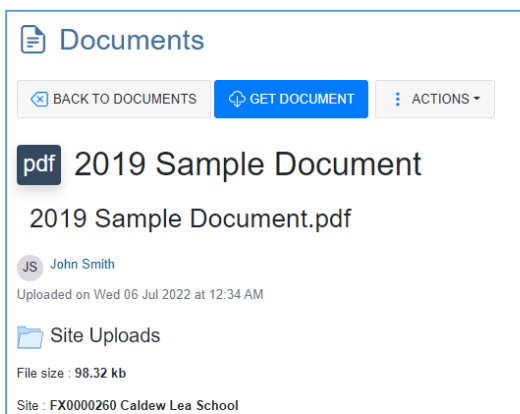 Documents
BACK TO DOCUMENTS GET DOCUMENT ACTIONS
pdf 2019 Sample Document
2019 Sample Document.pdf
JS John Smith
Uploaded on Wed 06 Jul 2022 at 12:34 AM
Site Uploads
File size : 98.32 kb
Site : FX0000260 Caldew Lea School